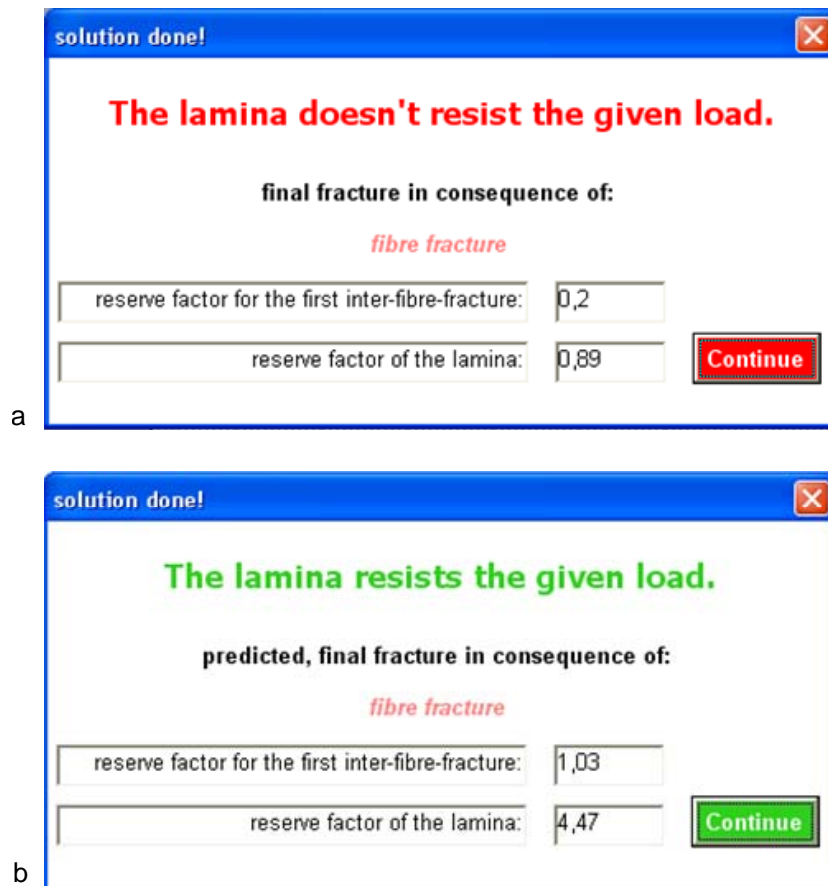 solution done!
The lamina doesn't resist the given load.
final fracture in consequence of:
fibre fracture
reserve factor for the first inter-fibre-fracture: 0,2
reserve factor of the lamina: 0,89 Continue
a
solution done!
The lamina resists the given load.
predicted, final fracture in consequence of:
fibre fracture
reserve factor for the first inter-fibre-fracture: 1,03
reserve factor of the lamina: 4,47 Continue
b